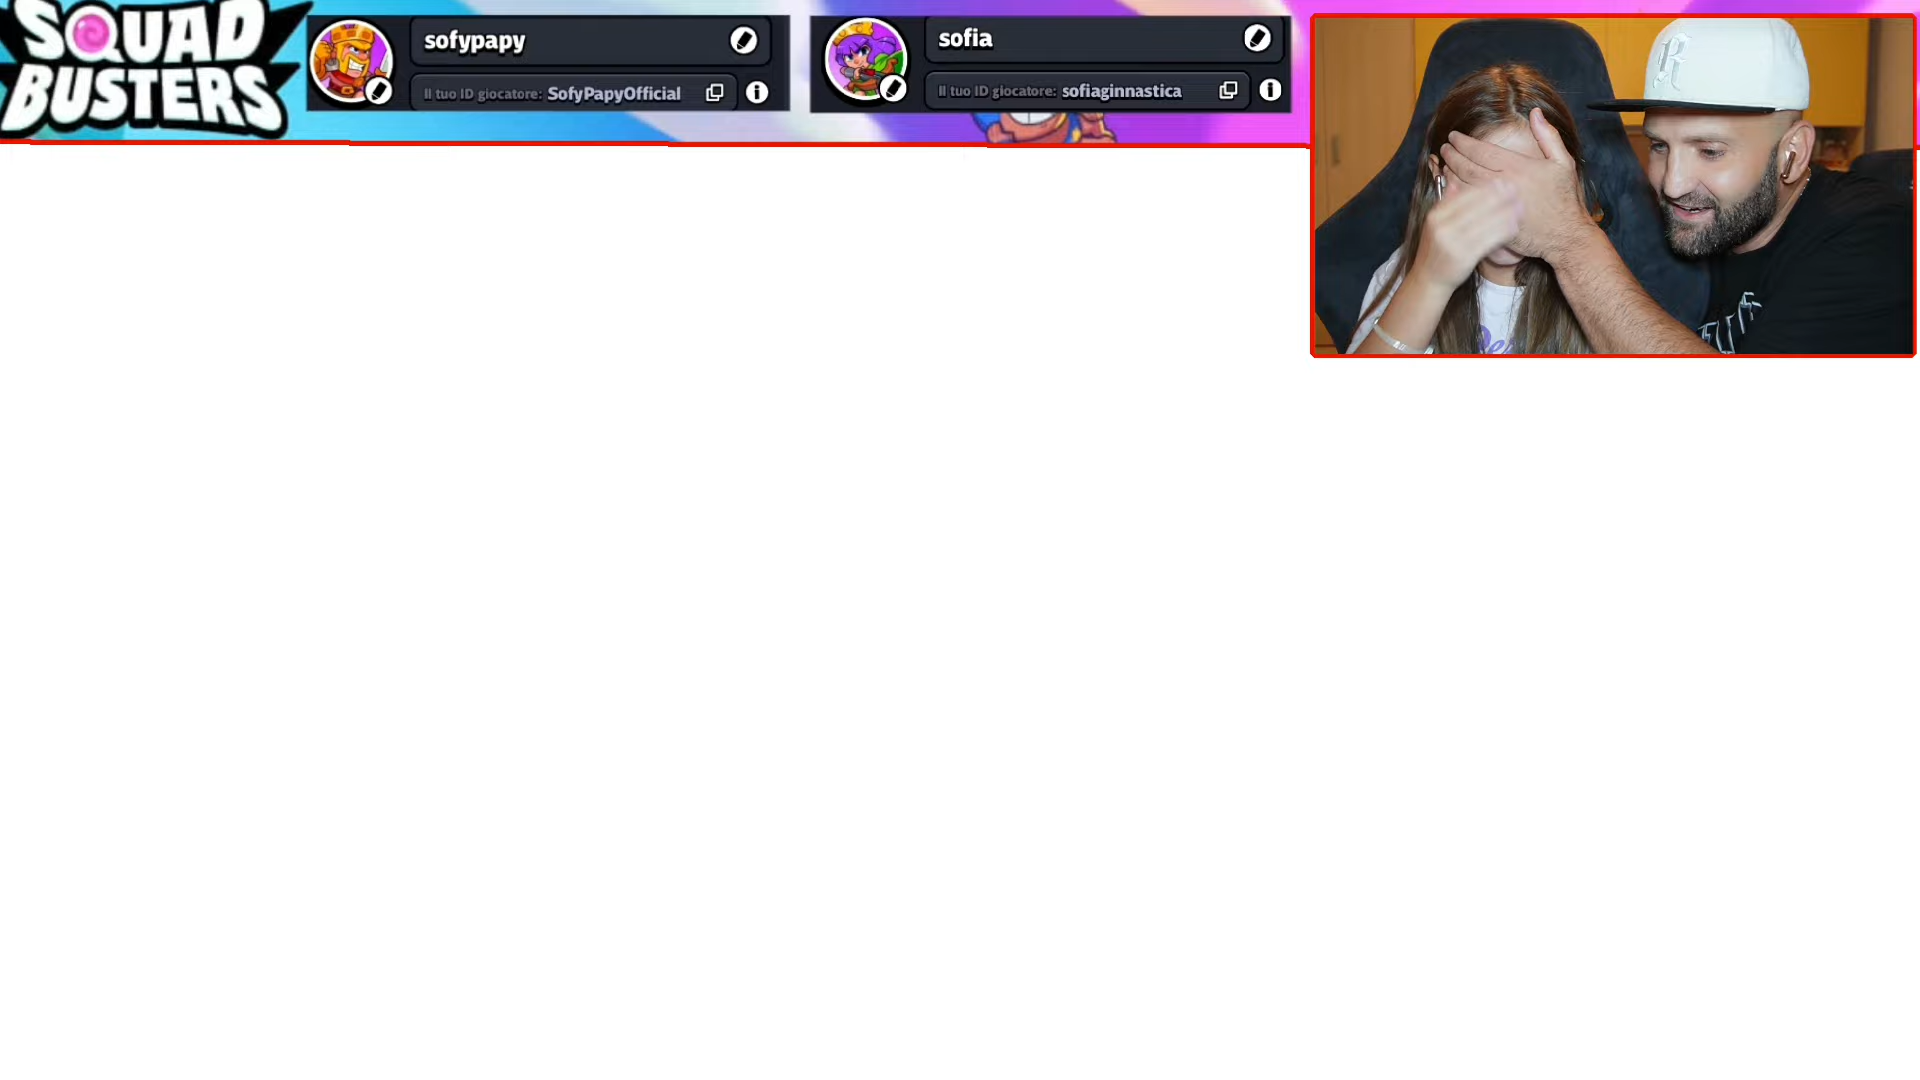 SQUAD
BUSTERS
sofypapy
Il tuo ID giocatore: SofyPapyOfficial
sofia
Il tuo ID giocatore: sofiaginnastica
R